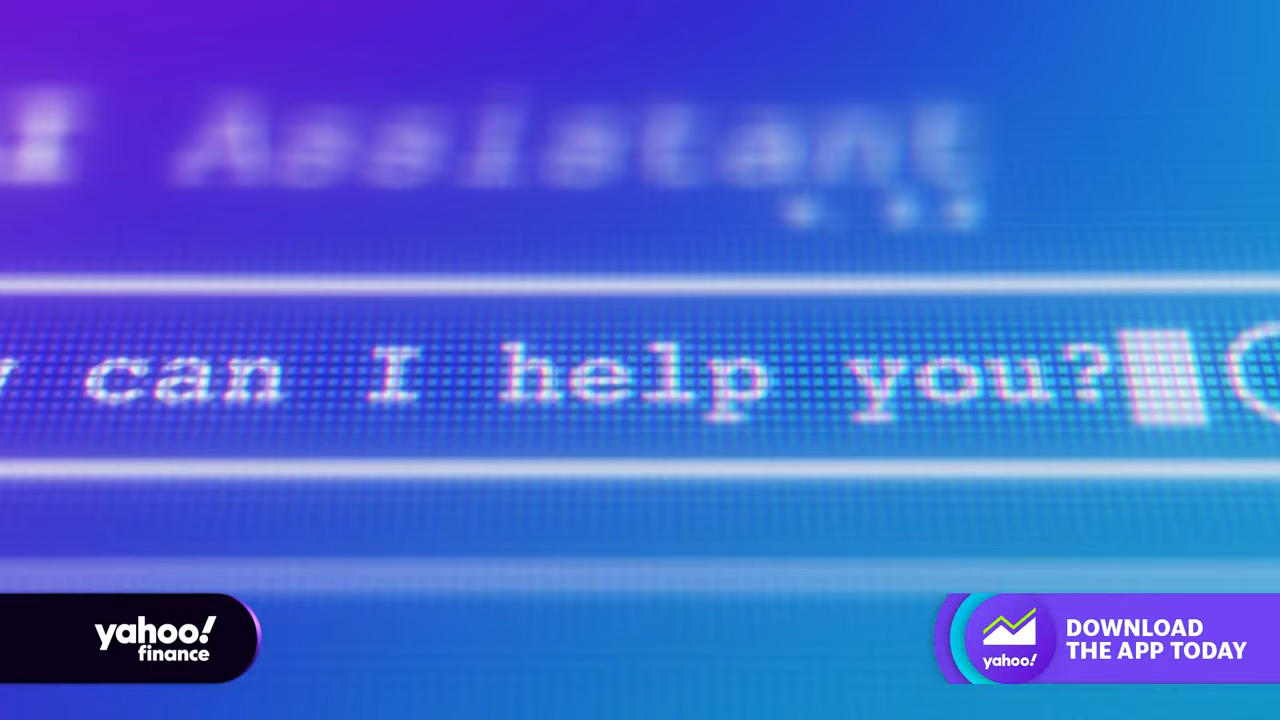 Assistant
can I help you?
yahoo!
finance
yahoo!
DOWNLOAD
THE APP TODAY